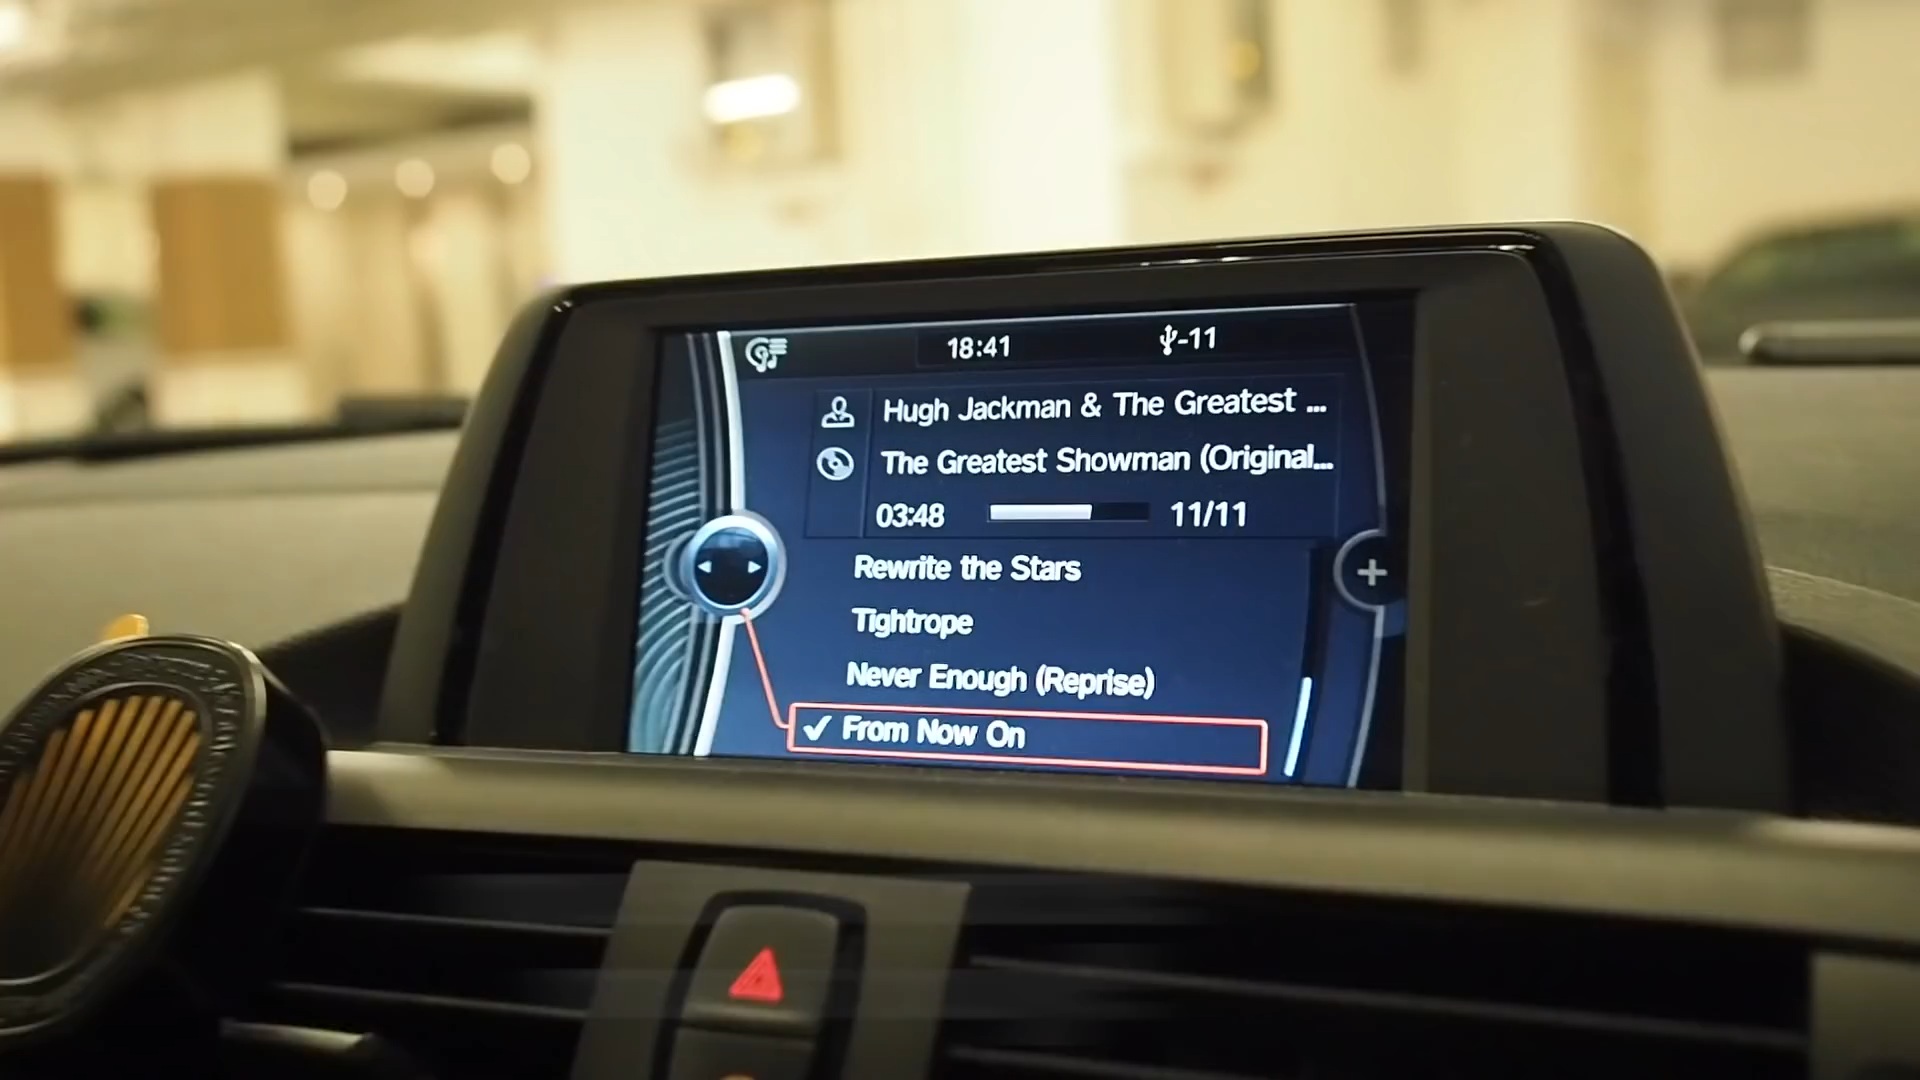 18:41 -11
Hugh Jackman & The Greatest ...
The Greatest Showman (Original...
03:48 11/11
Rewrite the Stars
Tightrope
Never Enough (Reprise)
✓ From Now On